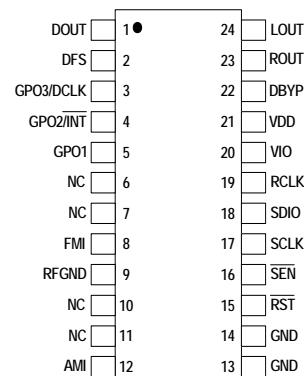 DOUT 1 24 LOUT
DFS 2 23 ROUT
GPO3/DCLK 3 22 DBYP
GPO2/INT 4 21 VDD
GPO1 5 20 VIO
NC 6 19 RCLK
NC 7 18 SDIO
FMI 8 17 SCLK
RFGND 9 16 SEN
NC 10 15 RST
NC 11 14 GND
AMI 12 13 GND